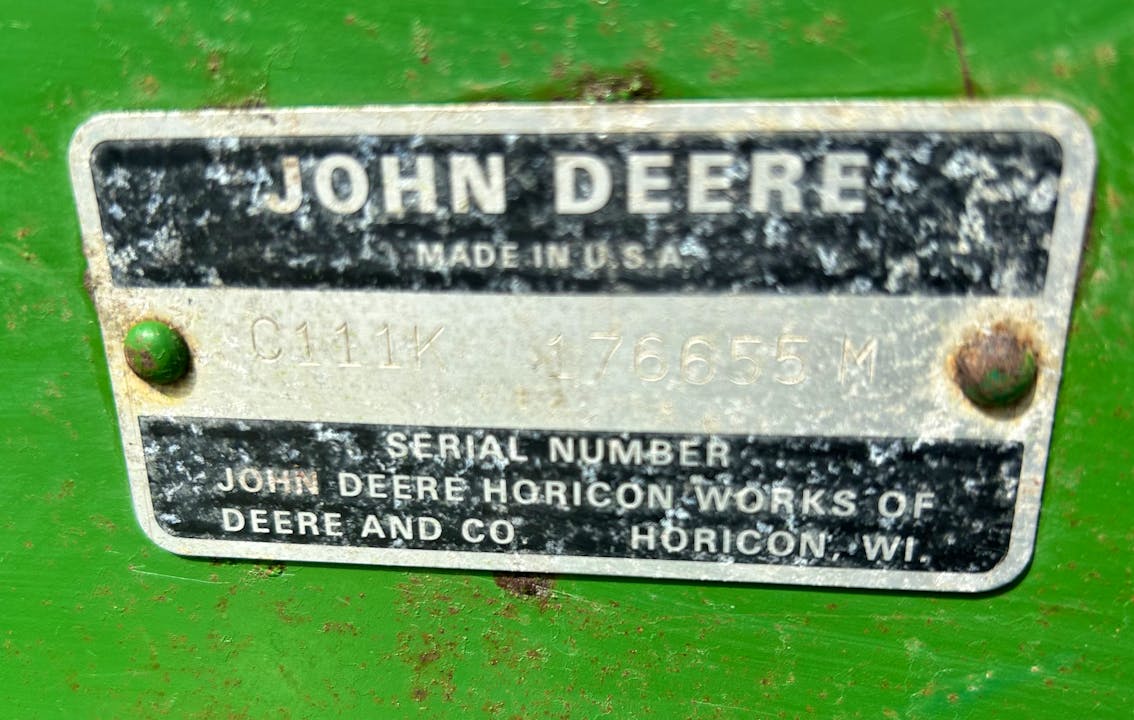 JOHN DEERE
MADE IN U.S.A.
C111K 176655 M
SERIAL NUMBER
JOHN DEERE HORICON WORKS OF
DEERE AND CO. HORICON, WI.